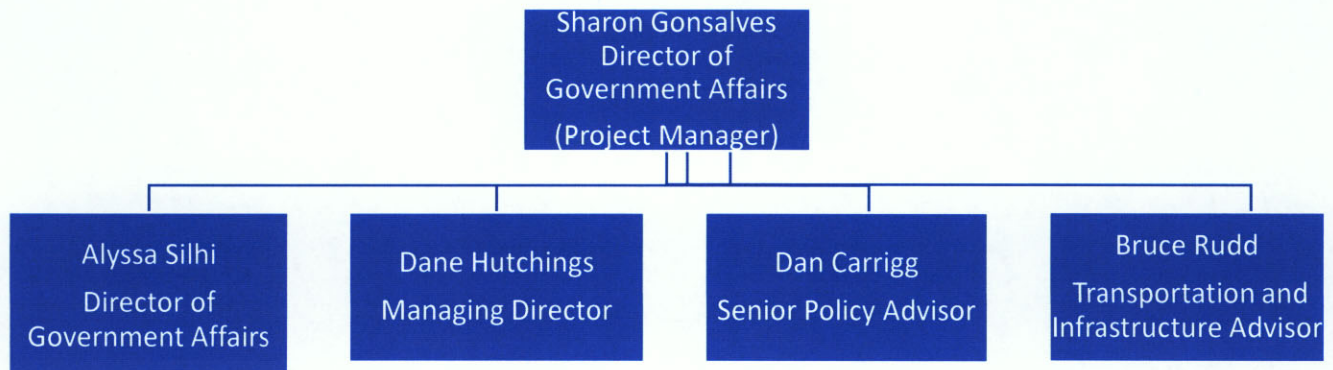 Sharon Gonsalves
Director of
Government Affairs
(Project Manager)
Alyssa Silhi
Director of
Government Affairs
Dane Hutchings
Managing Director
Dan Carrigg
Senior Policy Advisor
Bruce Rudd
Transportation and
Infrastructure Advisor